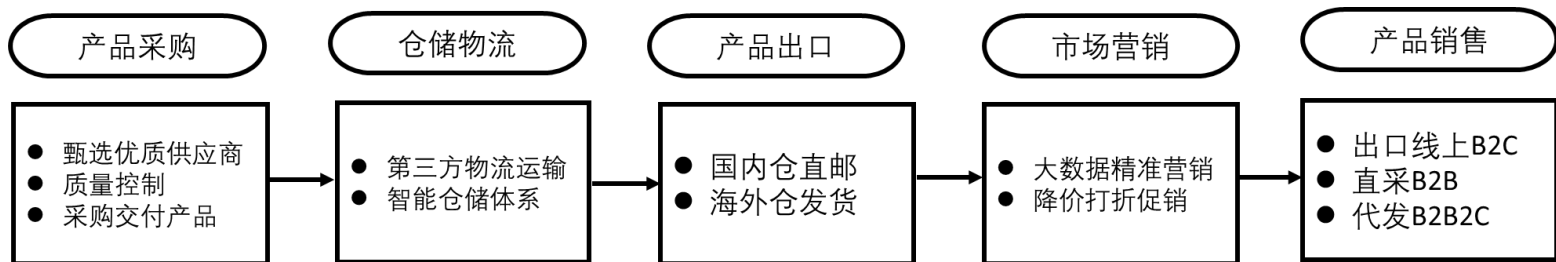 产品采购
仓储物流
产品出口
市场营销
产品销售
甄选优质供应商
质量控制
采购交付产品
第三方物流运输
智能仓储体系
国内仓直邮
海外仓发货
大数据精准营销
降价打折促销
出口线上B2C
直采B2B
代发B2B2C